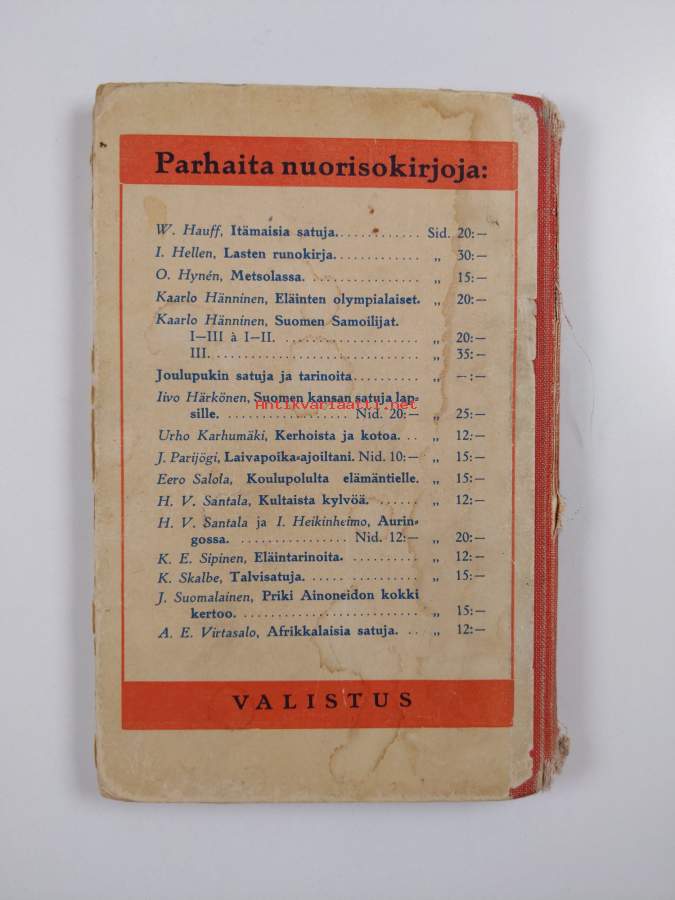 Parhaita nuorisokirjoja:
W. Hauff, Itämaisia satuja. . . . . . . . . . . . . Sid. 20:—
I. Hellen, Lasten runokirja. . . . . . . . . . . . . „ 30:—
O. Hynén, Metsolassa. . . . . . . . . . . . . . . . . „ 15:—
Kaarlo Hänninen, Eläinten olympialaiset. „ 20:—
Kaarlo Hänninen, Suomen Samoilijat.
I—III à I—II. . . . . . . . . . . . . . . . . . . . „ 20:—
III. . . . . . . . . . . . . . . . . . . . . . . . . . . . . „ 35:—
Joulupukin satuja ja tarinoita . . . . . . . . . „ —:—
Iivo Härkönen, Suomen kansan satuja lap-
sille. . . . . . . . . . . . . . . . . Nid. 20:— „ 25:—
Antikvariaatti.net
Urho Karhumäki, Kerhoista ja kotoa. . . „ 12:—
J. Parijögi, Laivapoika-ajoiltani. Nid. 10:— „ 15:—
Eero Salola, Koulupolulta elämäntielle. „ 15:—
H. V. Santala, Kultaista kylvöä. . . . . . . „ 12:—
H. V. Santala ja I. Heikinheimo, Aurin-
gossa. . . . . . . . . . . . . . . . . Nid. 12:— „ 20:—
K. E. Sipinen, Eläintarinoita. . . . . . . . . . . „ 12:—
K. Skalbe, Talvisatuja. . . . . . . . . . . . . . . „ 15:—
J. Suomalainen, Priki Ainoneidon kokki
kertoo. . . . . . . . . . . . . . . . . . . . . . . . . . „ 15:—
A. E. Virtasalo, Afrikkalaisia satuja. . . „ 12:—
VALISTUS